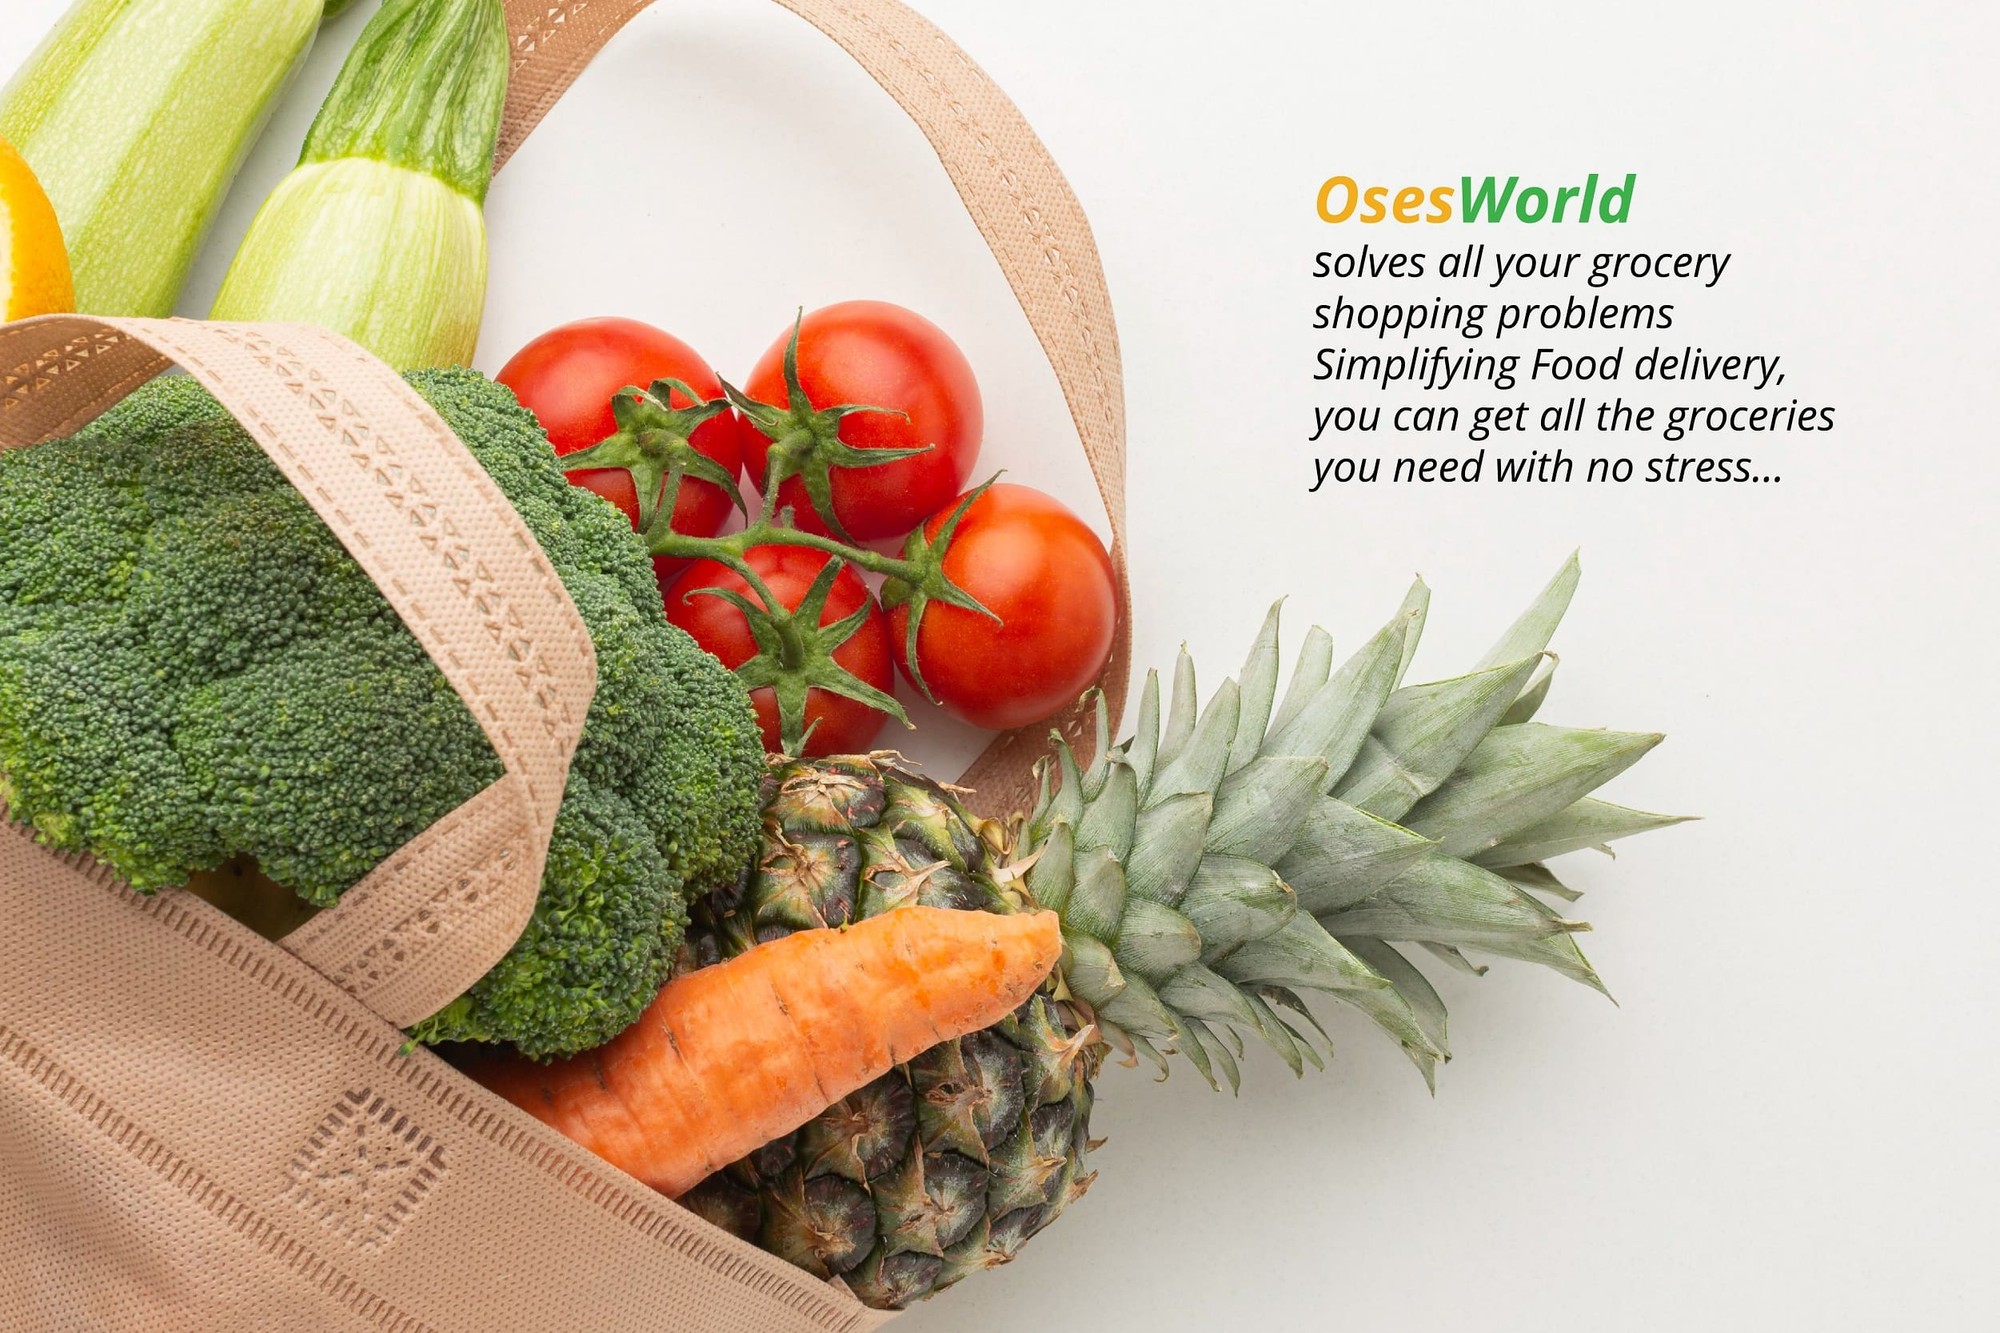 OsesWorld
solves all your grocery
shopping problems
Simplifying Food delivery,
you can get all the groceries
you need with no stress...